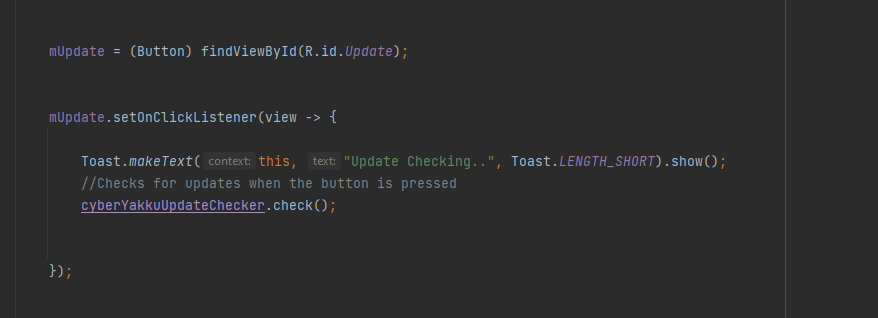 mUpdate = (Button) findViewById(R.id.Update);
mUpdate.setOnClickListener(view -> {
Toast.makeText( context: this, text: "Update Checking..", Toast.LENGTH_SHORT).show();
//Checks for updates when the button is pressed
cyberYakkuUpdateChecker.check();
});